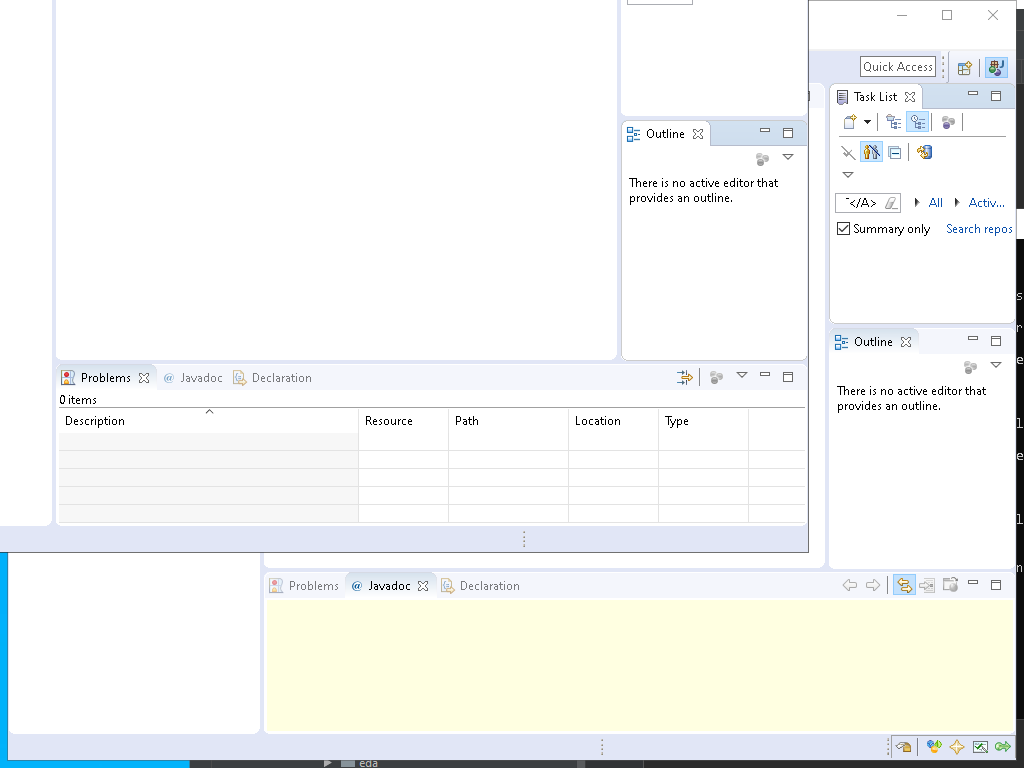 Quick Access
Task List
~</A>
All
Activ...
Summary only
Search repos
Outline
There is no active editor that
provides an outline.
Outline
There is no active editor that
provides an outline.
Problems
Javadoc
Declaration
0 items
Description
Resource
Path
Location
Type
Problems
@ Javadoc
Declaration
eda